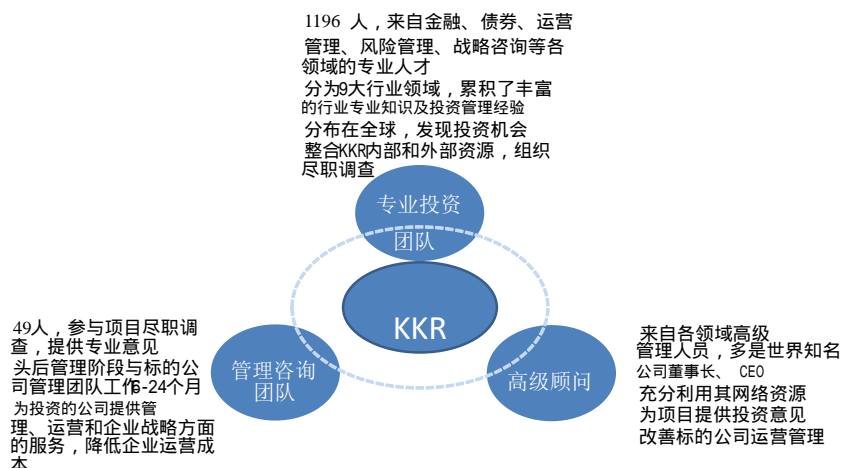 1196 人，来自金融、债券、运营
管理、风险管理、战略咨询等各
领域的专业人才
分为9大行业领域，累积了丰富
的行业专业知识及投资管理经验
分布在全球，发现投资机会
整合KKR内部和外部资源，组织
尽职调查
专业投资
团队
KKR
49人，参与项目尽职调
查，提供专业意见
头后管理阶段与标的公
司管理团队工作6-24个月
为投资的公司提供管
理、运营和企业战略方面
的服务，降低企业运营成
本
管理咨询
团队
高级顾问
来自各领域高级
管理人员，多是世界知名
公司董事长、 CEO
充分利用其网络资源
为项目提供投资意见
改善标的公司运营管理